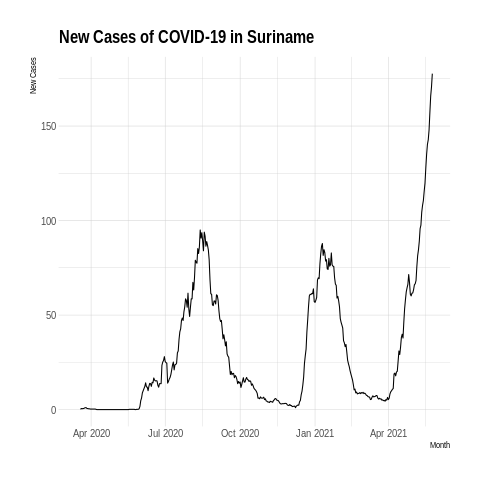 New Cases of COVID-19 in Suriname
New Cases
150
100
50
0
Apr 2020 Jul 2020 Oct 2020 Jan 2021 Apr 2021
Month